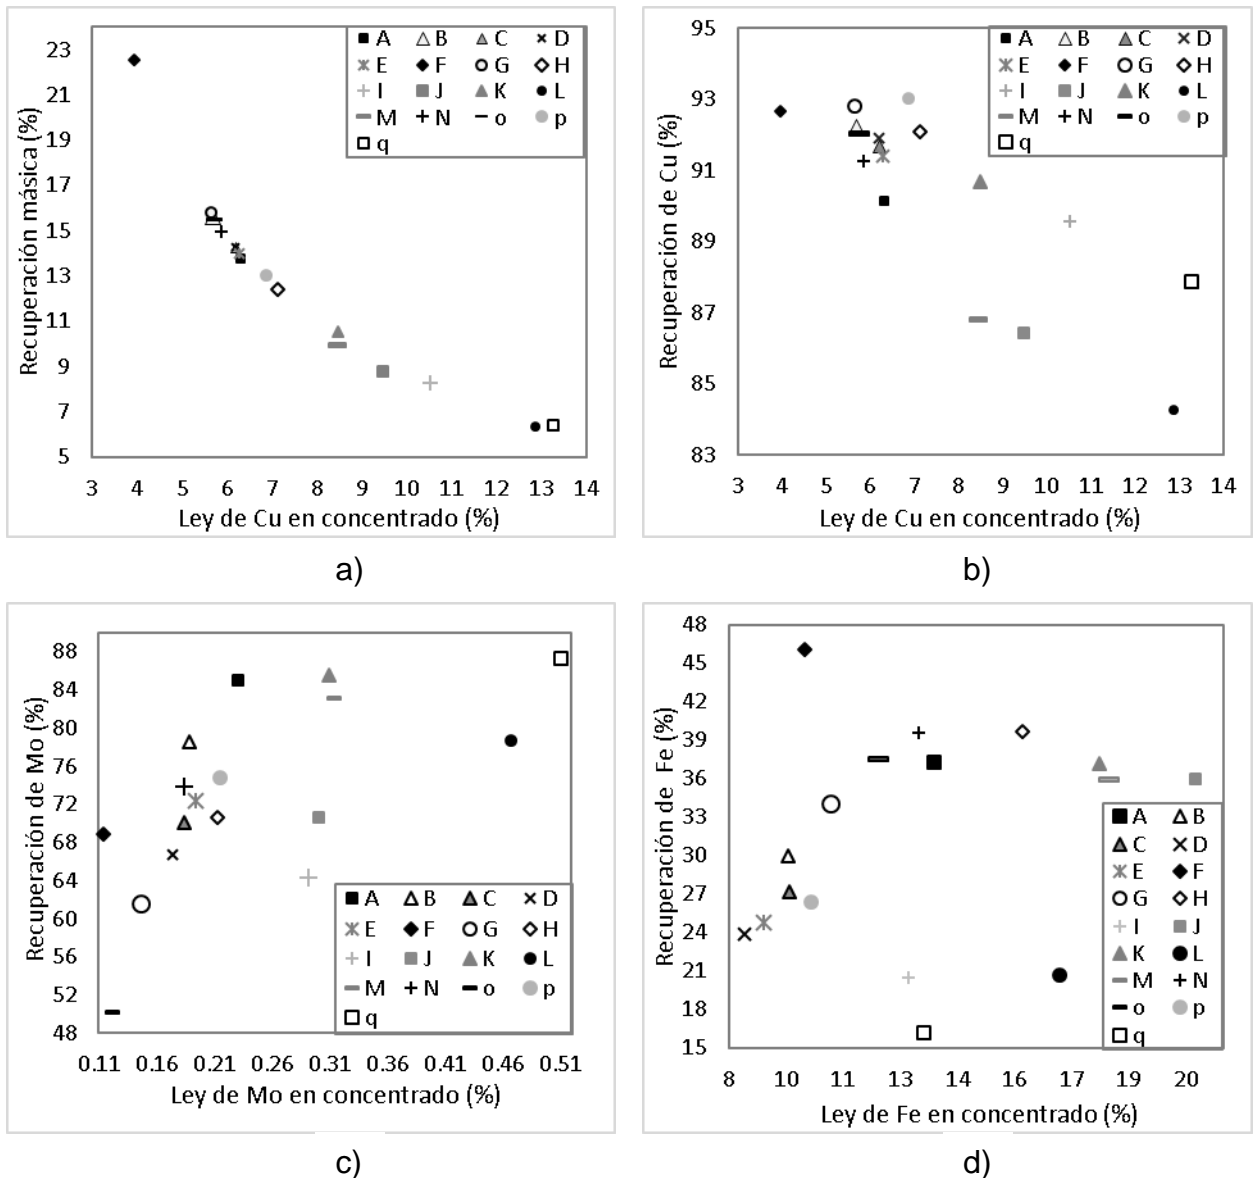 23
21
19
17
15
13
11
9
7
5
Recuperación másica (%)
A B C D
E F G H
I J K L
M N o p
q
3 4 5 6 7 8 9 10 11 12 13 14
Ley de Cu en concentrado (%)
a)
95
93
91
89
87
85
83
Recuperación de Cu (%)
A B C D
E F G H
I J K L
M N o p
q
3 4 5 6 7 8 9 10 11 12 13 14
Ley de Cu en concentrado (%)
b)
88
84
80
76
72
68
64
60
56
52
48
Recuperación de Mo (%)
A B C D
E F G H
I J K L
M N o p
q
0.11 0.16 0.21 0.26 0.31 0.36 0.41 0.46 0.51
Ley de Mo en concentrado (%)
c)
48
45
42
39
36
33
30
27
24
21
18
15
Recuperación de Fe (%)
A B
C D
E F
G H
I J
K L
M N
o p
q
8 10 11 13 14 16 17 19 20
Ley de Fe en concentrado (%)
d)